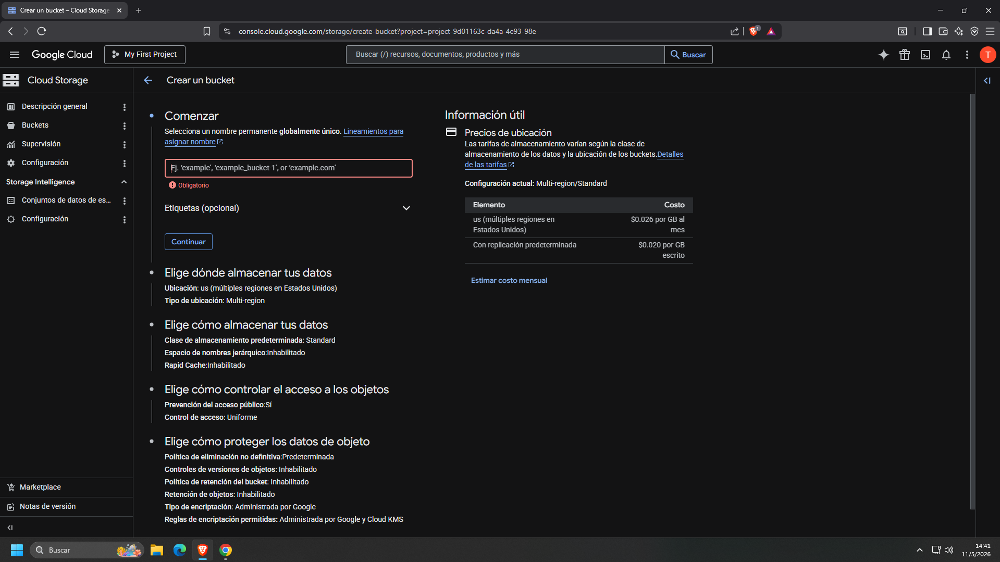 Crear un bucket – Cloud Storage
console.cloud.google.com/storage/create-bucket?project=project-9d01163c-da4a-4e93-98e
1
Google Cloud
My First Project
Buscar (/) recursos, documentos, productos y más
Buscar
T
Cloud Storage
Crear un bucket
Descripción general
Buckets
Supervisión
Configuración
Storage Intelligence
Conjuntos de datos de es...
Configuración
Marketplace
Notas de versión
Comenzar
Selecciona un nombre permanente globalmente único. Lineamientos para
asignar nombre
Ej. ‘example’, ‘example_bucket-1’, or ‘example.com’
Obligatorio
Etiquetas (opcional)
Continuar
Elige dónde almacenar tus datos
Ubicación: us (múltiples regiones en Estados Unidos)
Tipo de ubicación: Multi-region
Elige cómo almacenar tus datos
Clase de almacenamiento predeterminada: Standard
Espacio de nombres jerárquico:Inhabilitado
Rapid Cache:Inhabilitado
Elige cómo controlar el acceso a los objetos
Prevención del acceso público:Sí
Control de acceso: Uniforme
Elige cómo proteger los datos de objeto
Política de eliminación no definitiva:Predeterminada
Controles de versiones de objetos: Inhabilitado
Política de retención del bucket: Inhabilitado
Retención de objetos: Inhabilitado
Tipo de encriptación: Administrada por Google
Reglas de encriptación permitidas: Administrada por Google y Cloud KMS
Información útil
Precios de ubicación
Las tarifas de almacenamiento varían según la clase de
almacenamiento de los datos y la ubicación de los buckets.Detalles
de las tarifas
Configuración actual: Multi-region/Standard
Elemento Costo
us (múltiples regiones en $0.026 por GB al
Estados Unidos) mes
Con replicación predeterminada $0.020 por GB
escrito
Estimar costo mensual
Buscar
14:41
11/5/2026